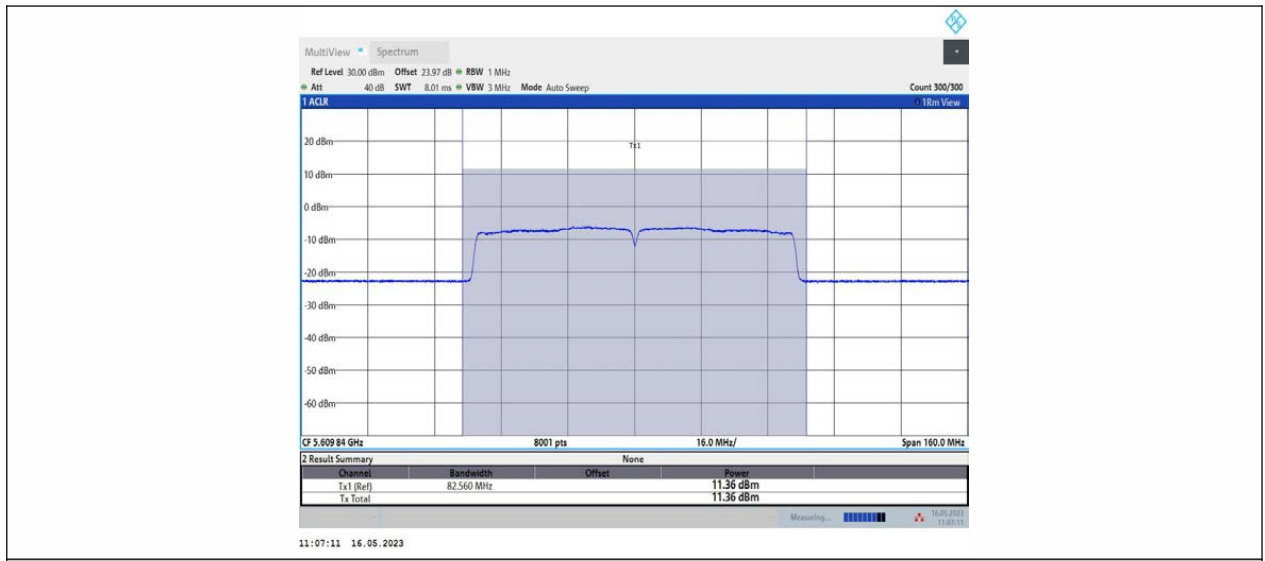 MultiView Spectrum
Ref Level 30.00 dBm Offset 23.97 dB RBW 1 MHz
Att 40 dB SWT 8.01 ms VBW 3 MHz Mode Auto Sweep Count 300/300
1 ACLR 1Rm View
20 dBm
Tx1
10 dBm
0 dBm
-10 dBm
-20 dBm
-30 dBm
-40 dBm
-50 dBm
-60 dBm
CF 5.609 84 GHz 8001 pts 16.0 MHz/ Span 160.0 MHz
2 Result Summary None
Channel Bandwidth Offset Power
Tx1 (Ref) 82.560 MHz 11.36 dBm
Tx Total 11.36 dBm
Measuring... 16.05.2023
11:07:11
11:07:11 16.05.2023